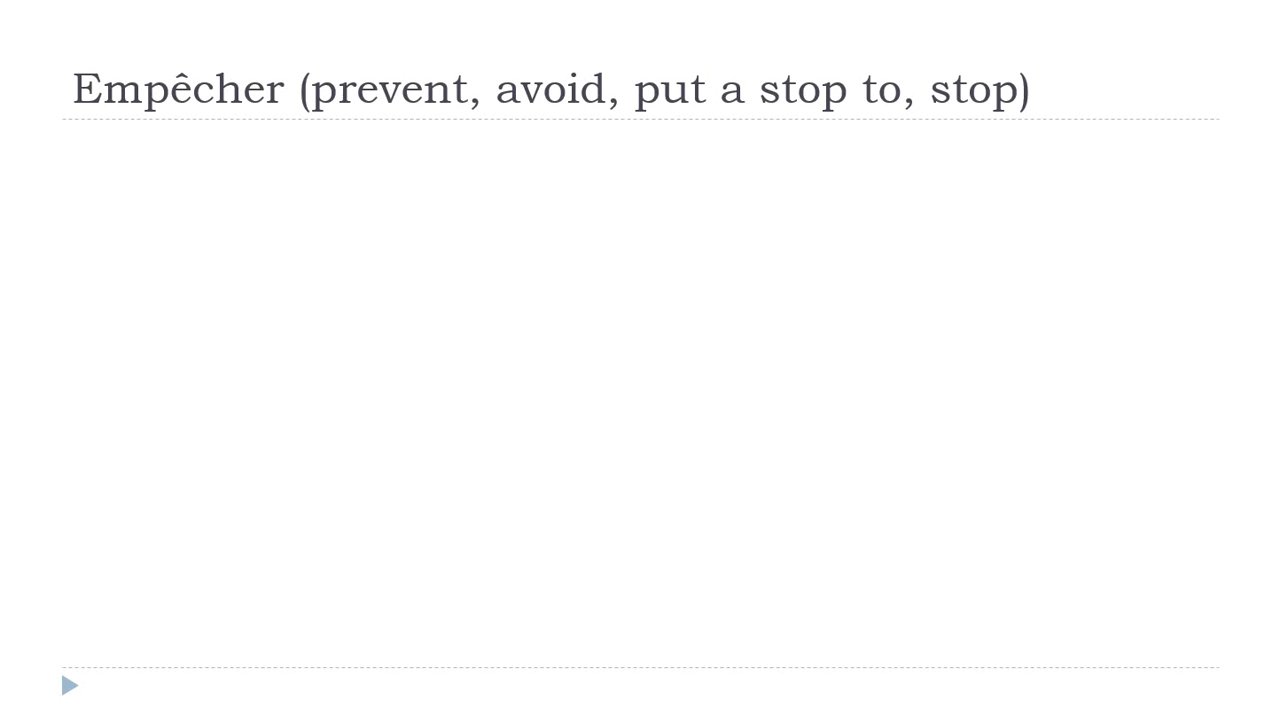 Empêcher (prevent, avoid, put a stop to, stop)